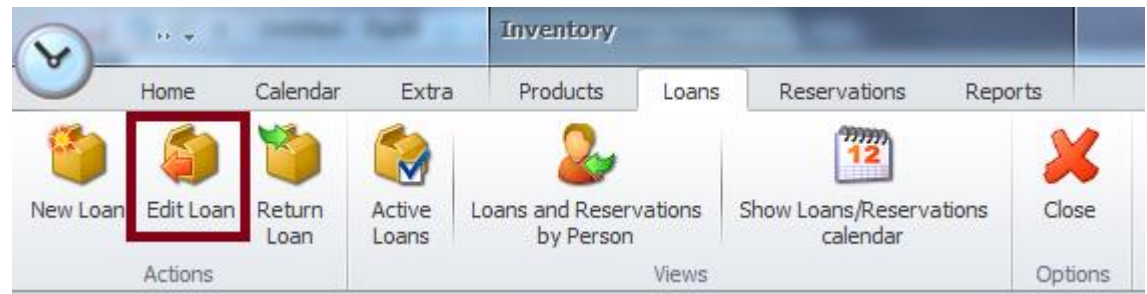 Inventory
Home Calendar Extra Products Loans Reservations Reports
New Loan Edit Loan Return Loan Active Loans Loans and Reservations by Person 12 Show Loans/Reservations calendar Close
Actions Views Options